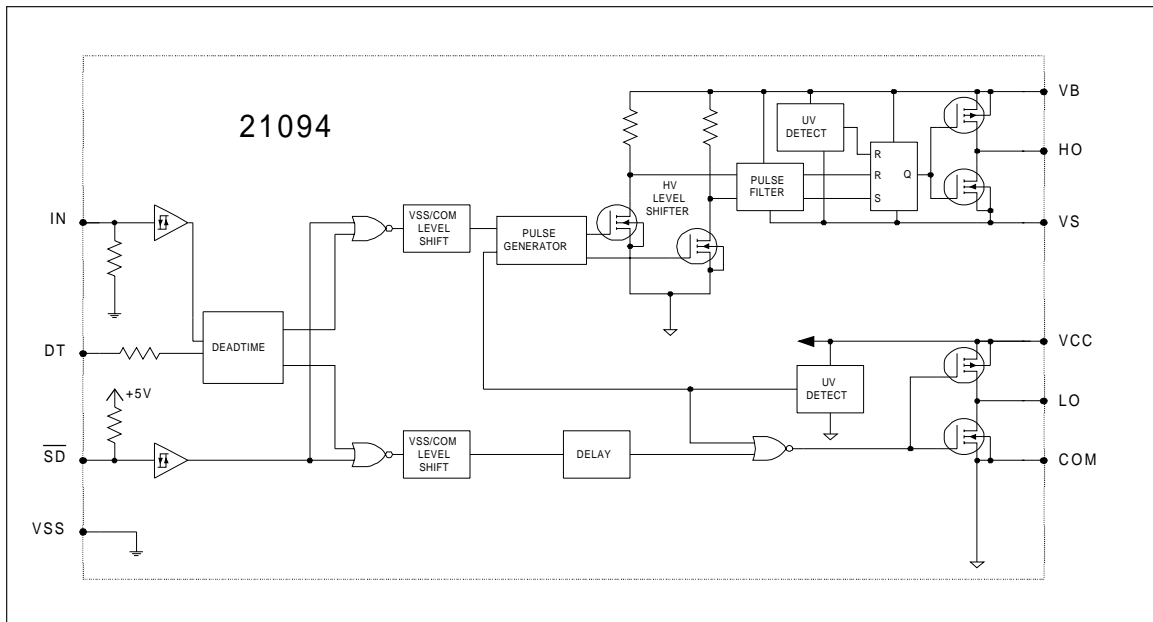 21094
VB
UV
DETECT
R
R
S
Q
HO
PULSE
FILTER
HV
LEVEL
SHIFTER
VS
IN
VSS/COM
LEVEL
SHIFT
PULSE
GENERATOR
DEADTIME
DT
VCC
UV
DETECT
+5V
LO
SD
VSS/COM
LEVEL
SHIFT
DELAY
COM
VSS